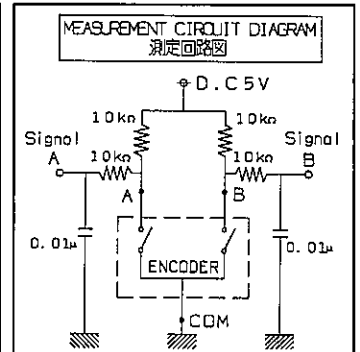 MEASUREMENT CIRCUIT DIAGRAM
測定回路図
D.C5V
10kΩ 10kΩ
Signal Signal
A 10kΩ 10kΩ B
A B
0.01μ 0.01μ
ENCODER
COM